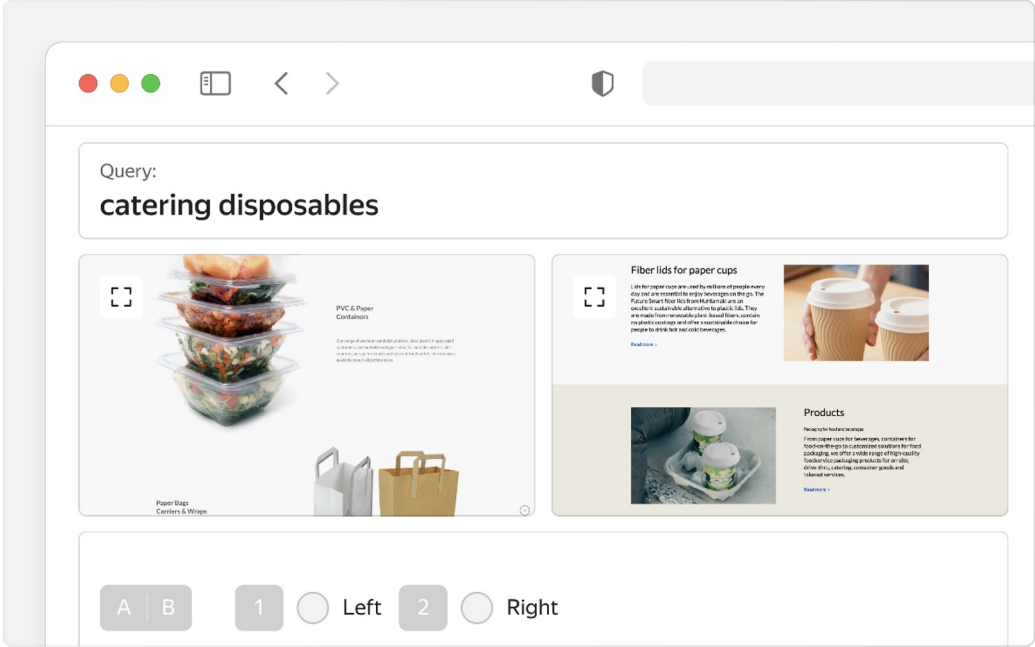 Query:
catering disposables
PVC & Paper
Containers
Paper Bags
Carriers & Wraps
Fiber lids for paper cups
Lids for paper cups are used by millions of people every
day and are essential to enjoy beverages on the go. The
Future Smart fiber lids from Huhtamaki are an
excellent sustainable alternative to plastic lids. They
are made from renewable plant-based fibers, contain
no plastic coatings and offer a sustainable choice for
people to drink hot and cold beverages.
Read more >
Products
Packaging for food and beverages
From paper cups for beverages, containers for
food-on-the-go to customized solutions for food
packaging, we offer a wide range of high-quality
foodservice packaging products for on-site,
drive-thru, catering, consumer goods and
takeout services.
Read more >
A B 1 Left 2 Right